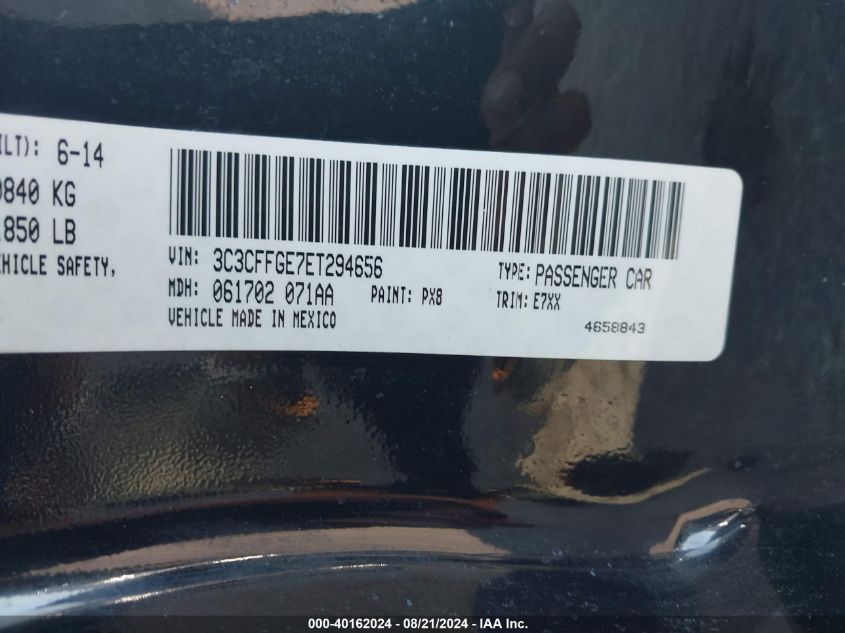 ILT): 6-14
840 KG
850 LB
EHICLE SAFETY,
VIN: 3C3CFFGE7ET294656
TYPE: PASSENGER CAR
MDH: 061702 071AA PAINT: PX8 TRIM: E7XX
VEHICLE MADE IN MEXICO
4658843
000-40162024 - 08/21/2024 - IAA Inc.